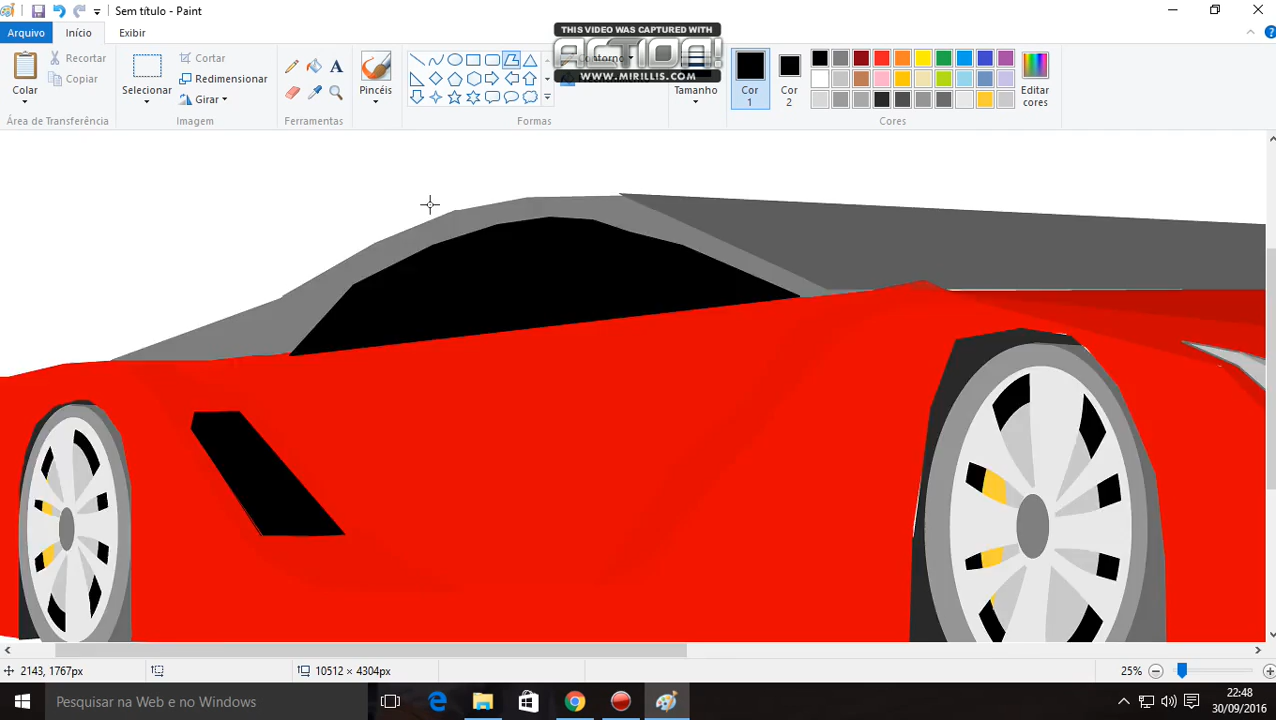 Sem título - Paint
THIS VIDEO WAS CAPTURED WITH
ACTION!
WWW.MIRILLIS.COM
Arquivo
Início
Exibir
Colar
Recortar
Copiar
Área de Transferência
Selecionar
Cortar
Redimensionar
Girar
Imagem
A
Ferramentas
Pincéis
Contorno
Formas
Tamanho
Cor
1
Cor
2
Editar
cores
Cores
2143, 1767px
10512 × 4304px
25%
Pesquisar na Web e no Windows
22:48
30/09/2016